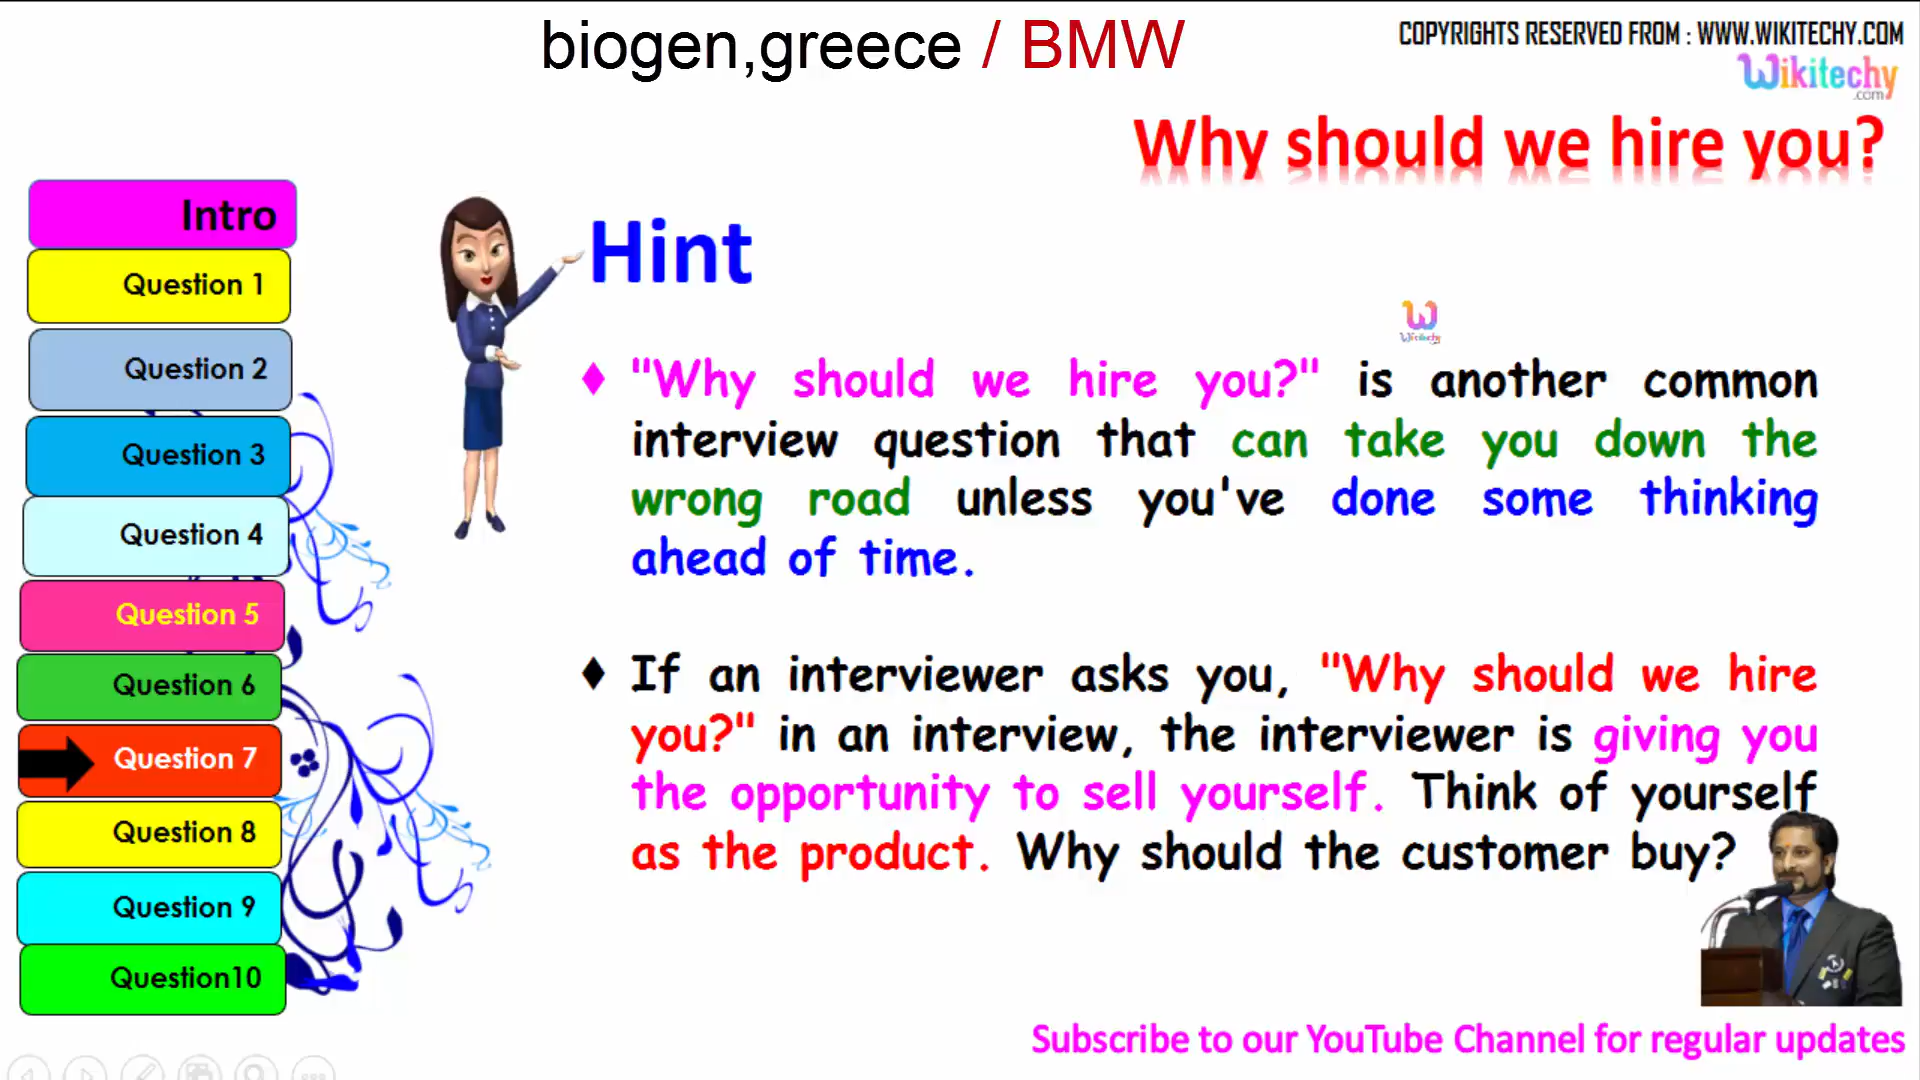 biogen,greece / BMW
COPYRIGHTS RESERVED FROM : WWW.WIKITECHY.COM
Wikitechy
.com
Why should we hire you?
Intro
Question 1
Question 2
Question 3
Question 4
Question 5
Question 6
Question 7
Question 8
Question 9
Question10
Hint
W
Wikitechy
"Why should we hire you?" is another common
interview question that can take you down the
wrong road unless you've done some thinking
ahead of time.
If an interviewer asks you, "Why should we hire
you?" in an interview, the interviewer is giving you
the opportunity to sell yourself. Think of yourself
as the product. Why should the customer buy?
Subscribe to our YouTube Channel for regular updates